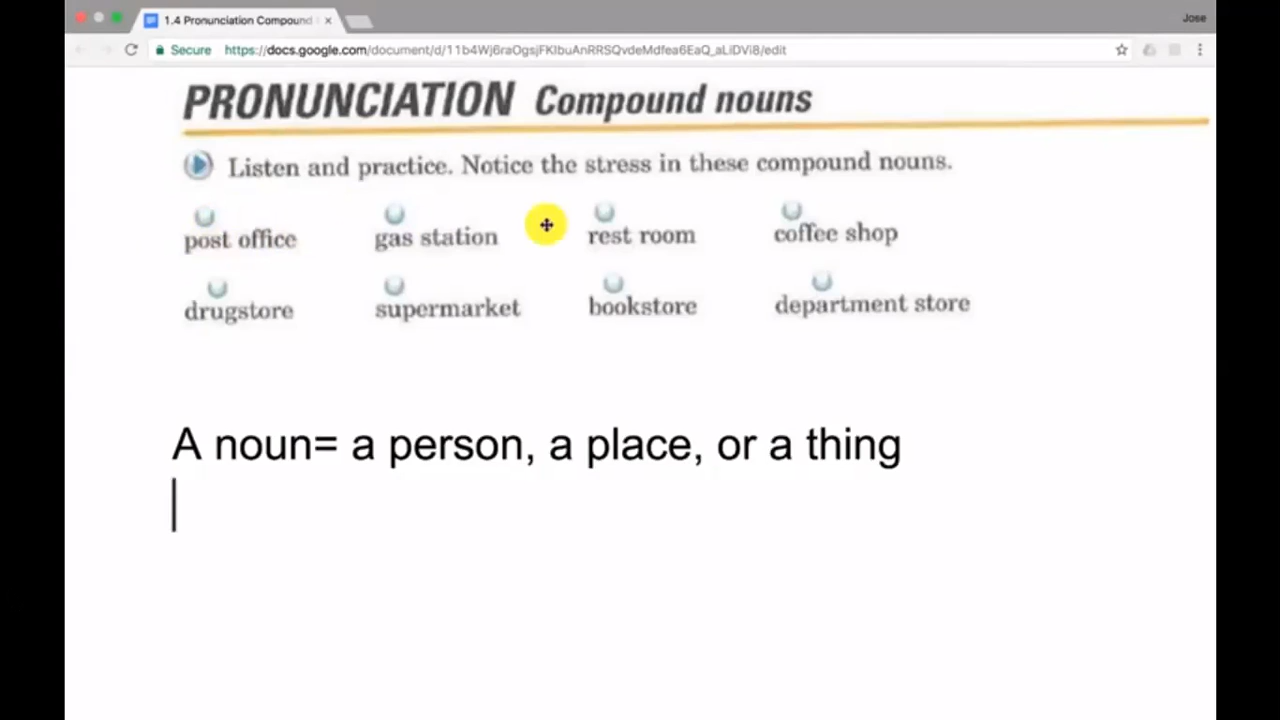 1.4 Pronunciation Compound
Jose
Secure https://docs.google.com/document/d/11b4Wj6raOgsjFKlbuAnRRSQvdeMdfea6EaQ_aLiDVi8/edit
PRONUNCIATION Compound nouns
Listen and practice. Notice the stress in these compound nouns.
post office gas station rest room coffee shop
drugstore supermarket bookstore department store
A noun= a person, a place, or a thing